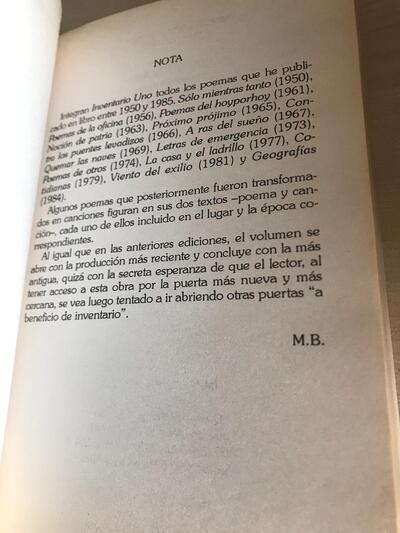 NOTA
Integran Inventario Uno todos los poemas que he publi-
cado en libro entre 1950 y 1985. Sólo mientras tanto (1950),
Poemas de la oficina (1956), Poemas del hoyporhoy (1961),
Noción de patria (1963), Próximo prójimo (1965), Con-
tra los puentes levadizos (1966), A ras del sueño (1967),
Quemar las naves (1969), Letras de emergencia (1973),
Poemas de otros (1974), La casa y el ladrillo (1977), Co-
tidianas (1979), Viento del exilio (1981) y Geografías
(1984).
Algunos poemas que posteriormente fueron transforma-
dos en canciones figuran en sus dos textos –poema y can-
ción–, cada uno de ellos incluido en el lugar y la época co-
rrespondientes.
Al igual que en las anteriores ediciones, el volumen se
abre con la producción más reciente y concluye con la más
antigua, quizá con la secreta esperanza de que el lector, al
tener acceso a esta obra por la puerta más nueva y más
cercana, se vea luego tentado a ir abriendo otras puertas “a
beneficio de inventario”.
M.B.